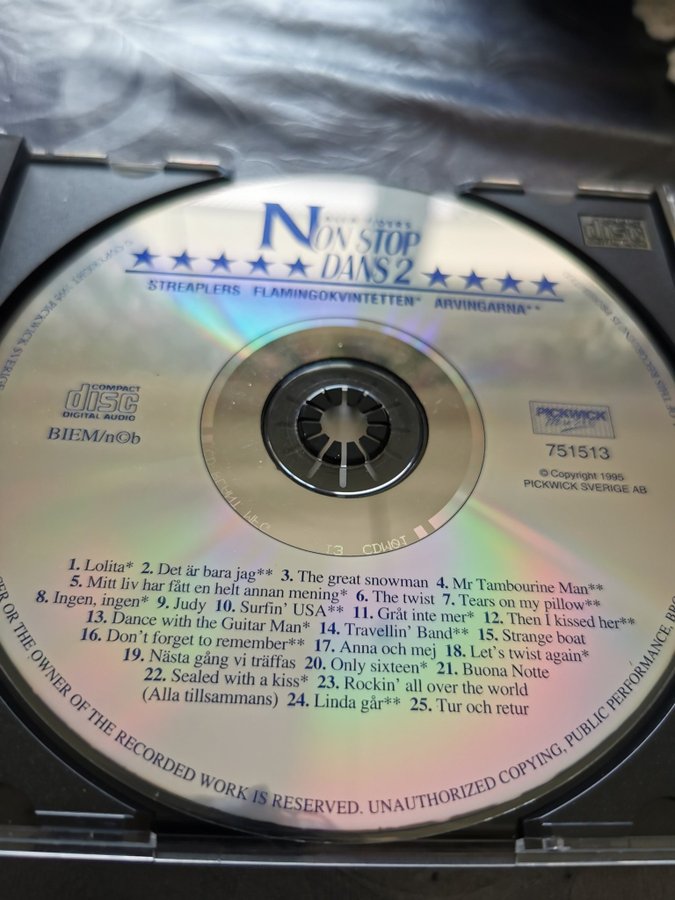 NON STOP
DANS 2
STREAPLERS FLAMINGOKVINTETTEN* ARVINGARNA**
COMPACT
disc
DIGITAL AUDIO
BIEM/n©b
PICKWICK
MUSIC
751513
© Copyright 1995
PICKWICK SVERIGE AB
1. Lolita* 2. Det är bara jag** 3. The great snowman 4. Mr Tambourine Man**
5. Mitt liv har fått en helt annan mening* 6. The twist 7. Tears on my pillow**
8. Ingen, ingen* 9. Judy 10. Surfin' USA** 11. Gråt inte mer* 12. Then I kissed her**
13. Dance with the Guitar Man* 14. Travellin' Band** 15. Strange boat
16. Don't forget to remember** 17. Anna och mej 18. Let's twist again*
19. Nästa gång vi träffas 20. Only sixteen* 21. Buona Notte
22. Sealed with a kiss* 23. Rockin' all over the world
(Alla tillsammans) 24. Linda går** 25. Tur och retur
OR THE OWNER OF THE RECORDED WORK IS RESERVED. UNAUTHORIZED COPYING, PUBLIC PERFORMANCE,